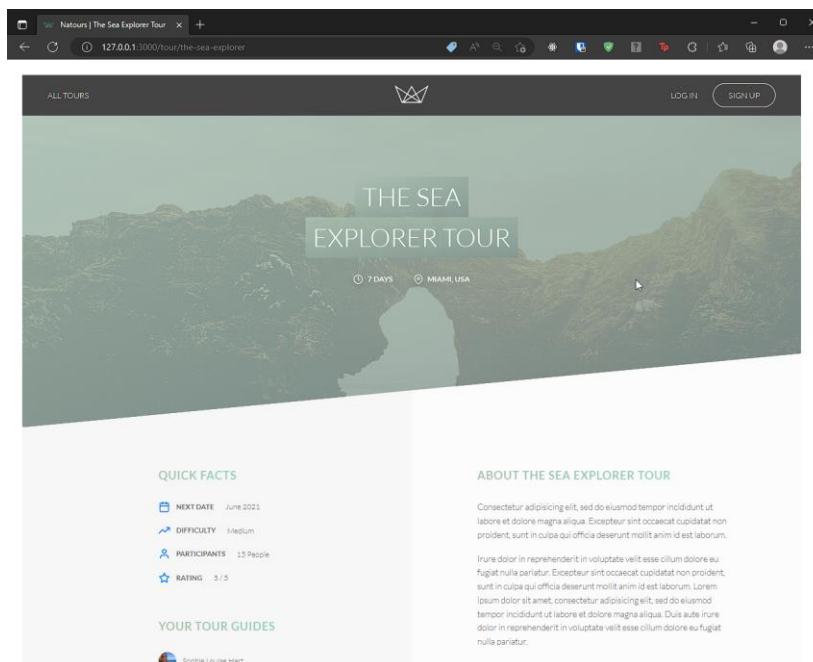 Natours | The Sea Explorer Tour
127.0.0.1:3000/tour/the-sea-explorer
ALL TOURS
LOG IN
SIGN UP
THE SEA
EXPLORER TOUR
7 DAYS
MIAMI, USA
QUICK FACTS
NEXT DATE June 2021
DIFFICULTY Medium
PARTICIPANTS 15 People
RATING 5 / 5
YOUR TOUR GUIDES
Sophie Louise Hart
ABOUT THE SEA EXPLORER TOUR
Consectetur adipisicing elit, sed do eiusmod tempor incididunt ut
labore et dolore magna aliqua. Excepteur sint occaecat cupidatat non
proident, sunt in culpa qui officia deserunt mollit anim id est laborum.
Irure dolor in reprehenderit in voluptate velit esse cillum dolore eu
fugiat nulla pariatur. Excepteur sint occaecat cupidatat non proident,
sunt in culpa qui officia deserunt mollit anim id est laborum. Lorem
ipsum dolor sit amet, consectetur adipisicing elit, sed do eiusmod
tempor incididunt ut labore et dolore magna aliqua. Duis aute irure
dolor in reprehenderit in voluptate velit esse cillum dolore eu fugiat
nulla pariatur.